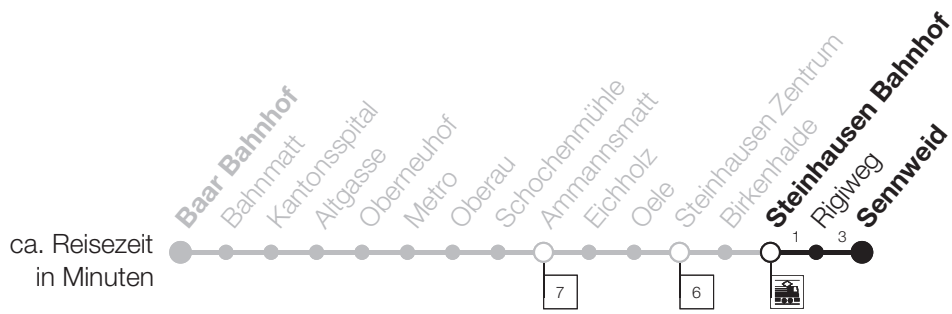 Baar Bahnhof
Bahnmatt
Kantonsspital
Altgasse
Oberneuhof
Metro
Oberau
Schochenmühle
Ammannsmatt
Eichholz
Oele
Steinhausen Zentrum
Birkenhalde
Steinhausen Bahnhof
Rigiweg
Sennweid
ca. Reisezeit
in Minuten
1 3
7 6